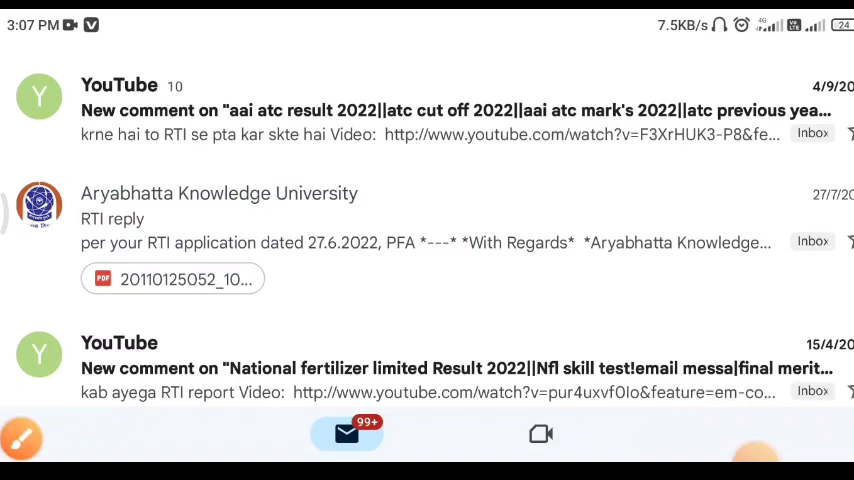 3:07 PM
7.5KB/s 4G VoLTE 24
YouTube 10
4/9/20
New comment on "aai atc result 2022||atc cut off 2022||aai atc mark's 2022||atc previous yea...
krne hai to RTI se pta kar skte hai Video: http://www.youtube.com/watch?v=F3XrHUK3-P8&fe...
Inbox
Aryabhatta Knowledge University
27/7/20
RTI reply
per your RTI application dated 27.6.2022, PFA *---* *With Regards* *Aryabhatta Knowledge...
Inbox
PDF 20110125052_10...
YouTube
15/4/20
New comment on "National fertilizer limited Result 2022||Nfl skill test!email messa|final merit...
kab ayega RTI report Video: http://www.youtube.com/watch?v=pur4uxvf0Io&feature=em-co...
Inbox
99+